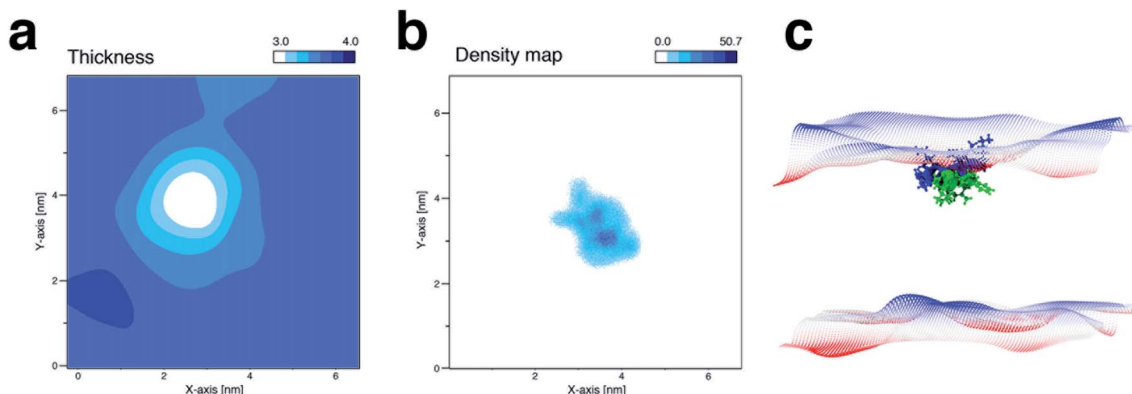 a
Thickness
3.0 4.0
Y-axis [nm]
6
4
2
0
0 2 4 6
X-axis [nm]
b
Density map
0.0 50.7
Y-axis [nm]
6
4
2
0
2 4 6
X-axis [nm]
c